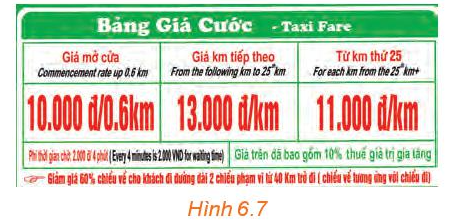 Bảng Giá Cước - Taxi Fare
Giá mở cửa
Commencement rate up 0.6 km
Giá km tiếp theo
From the following km to 25th km
Từ km thứ 25
For each km from the 25th km+
10.000 đ/0.6km 13.000 đ/km 11.000 đ/km
Phí thời gian chờ: 2.000 đ/ 4 phút ( Every 4 minutes is 2.000 VND for waiting time) Giá trên đã bao gồm 10% thuế giá trị gia tăng
Giảm giá 60% chiều về cho khách đi đường dài 2 chiều phạm vi từ 40 Km trở đi ( chiều về tương ứng với chiều đi)
Hình 6.7